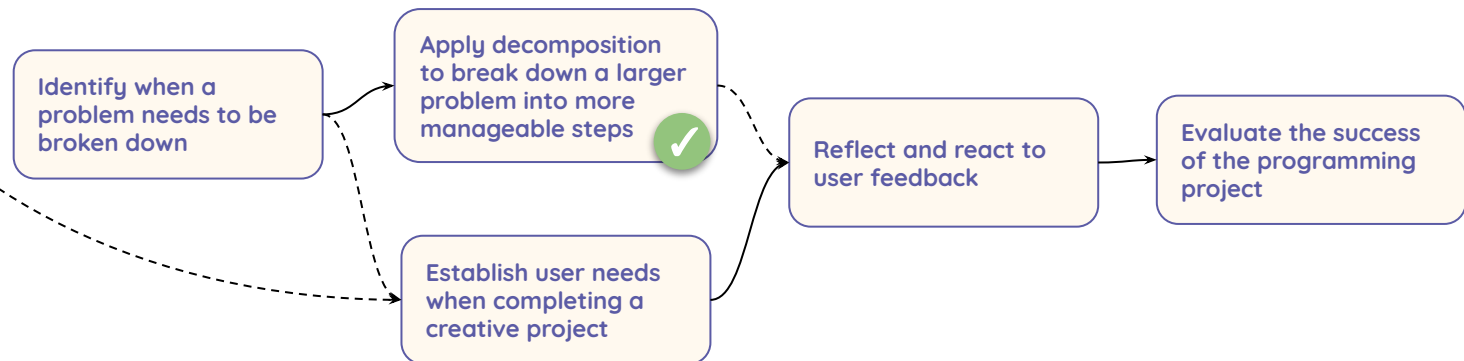 Identify when a
problem needs to be
broken down
Apply decomposition
to break down a larger
problem into more
manageable steps
Establish user needs
when completing a
creative project
Reflect and react to
user feedback
Evaluate the success
of the programming
project